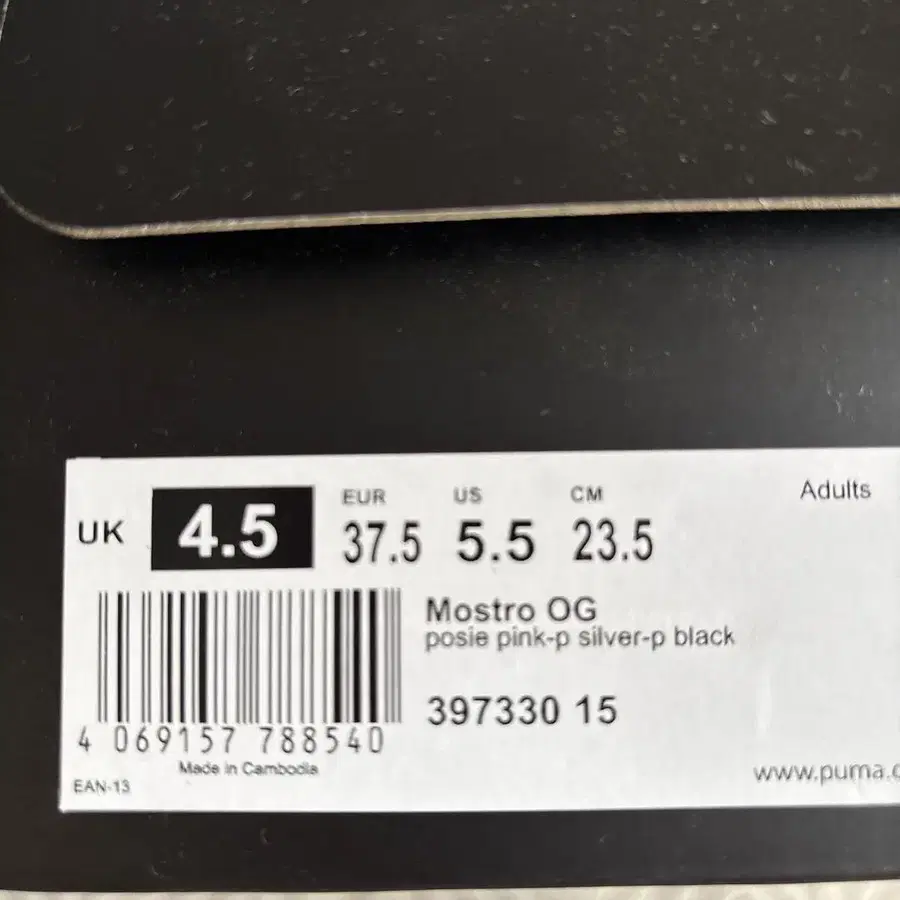 Adults
EUR US CM
UK 4.5 37.5 5.5 23.5
Mostro OG
posie pink-p silver-p black
397330 15
4 069157 788540
Made in Cambodia
EAN-13
www.puma.c